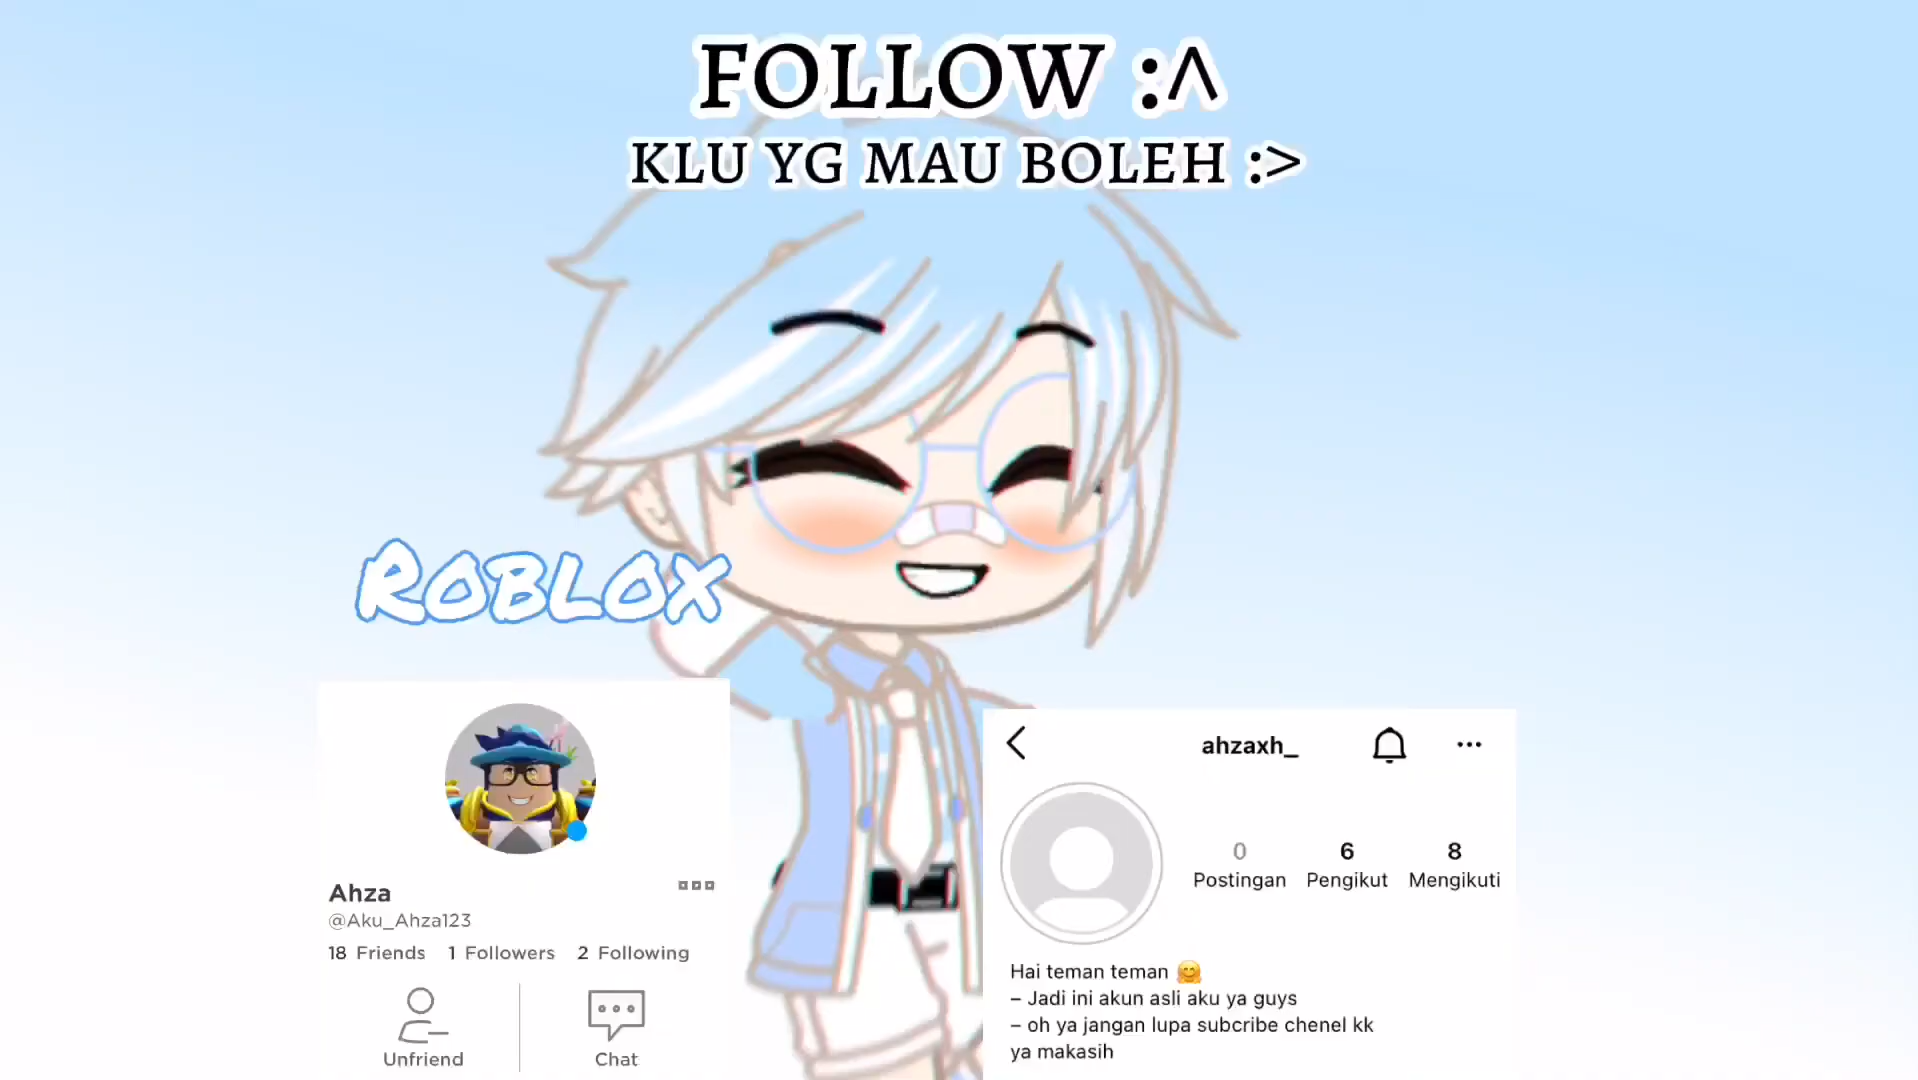 FOLLOW :^
KLU YG MAU BOLEH :>
ROBLOX
Ahza
@Aku_Ahza123
18 Friends 1 Followers 2 Following
Unfriend Chat
ahzaxh_
0 6 8
Postingan Pengikut Mengikuti
Hai teman teman 🤗
– Jadi ini akun asli aku ya guys
– oh ya jangan lupa subcribe chenel kk
ya makasih